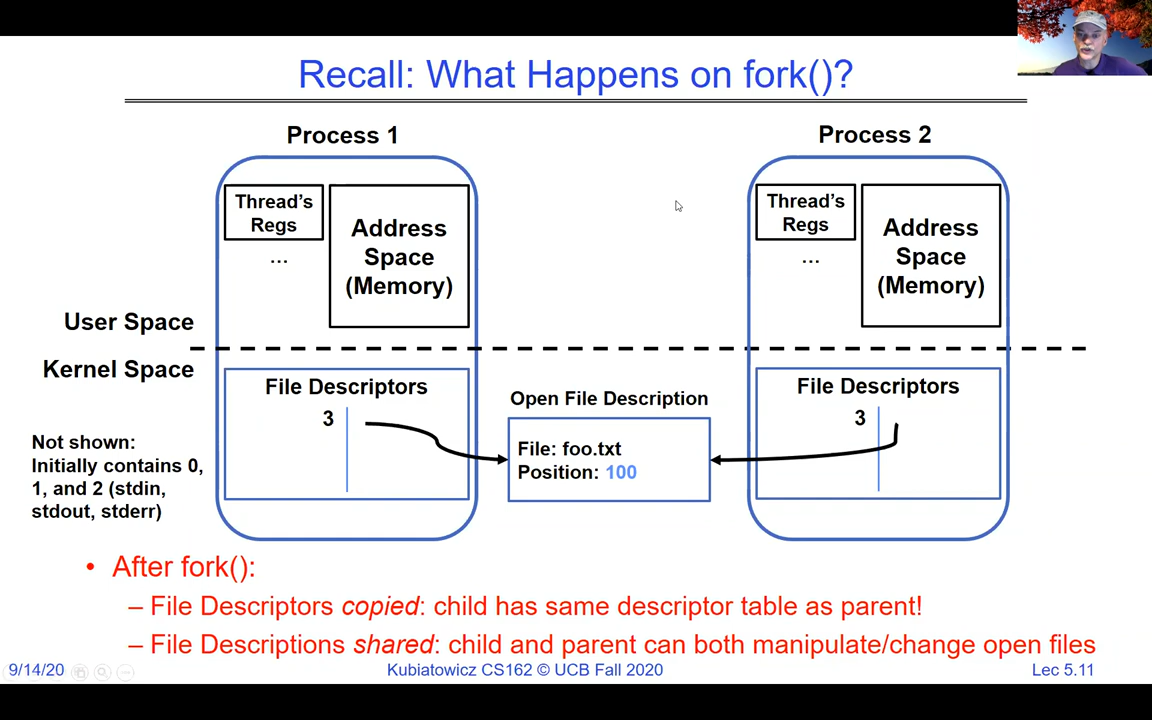 Recall: What Happens on fork()?
Process 1
Process 2
Thread's
Regs
...
Address
Space
(Memory)
Thread's
Regs
...
Address
Space
(Memory)
User Space
Kernel Space
File Descriptors
3
Open File Description
File: foo.txt
Position: 100
File Descriptors
3
Not shown:
Initially contains 0,
1, and 2 (stdin,
stdout, stderr)
• After fork():
– File Descriptors copied: child has same descriptor table as parent!
– File Descriptions shared: child and parent can both manipulate/change open files
9/14/20
Kubiatowicz CS162 © UCB Fall 2020
Lec 5.11